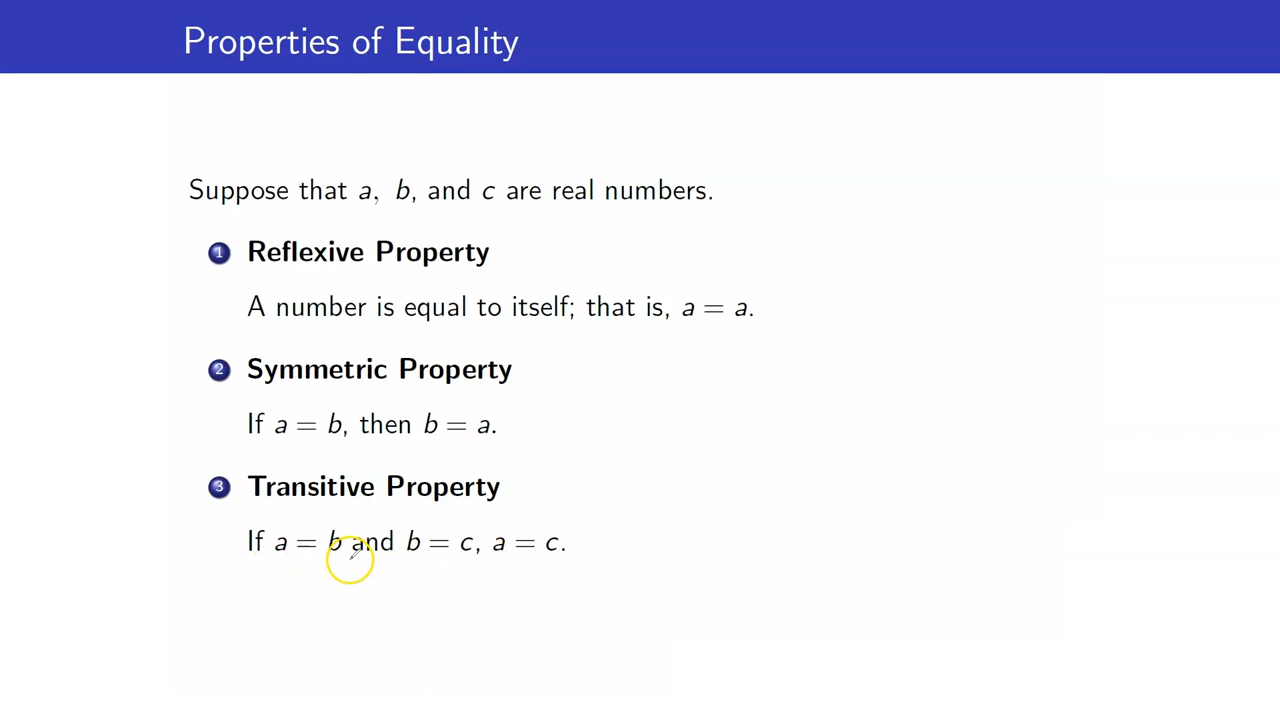 Properties of Equality
Suppose that a, b, and c are real numbers.
1 Reflexive Property
A number is equal to itself; that is, a = a.
2 Symmetric Property
If a = b, then b = a.
3 Transitive Property
If a = b and b = c, a = c.